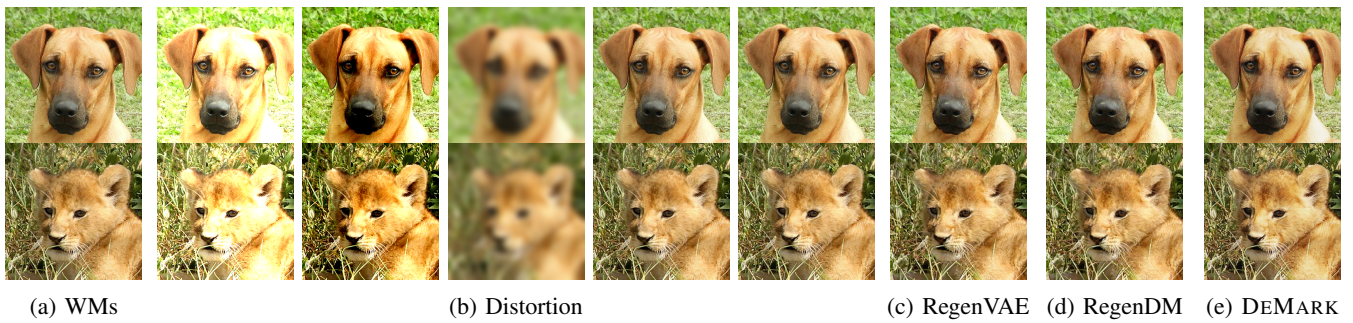 (a) WMs
(b) Distortion
(c) RegenVAE
(d) RegenDM
(e) DEMARK